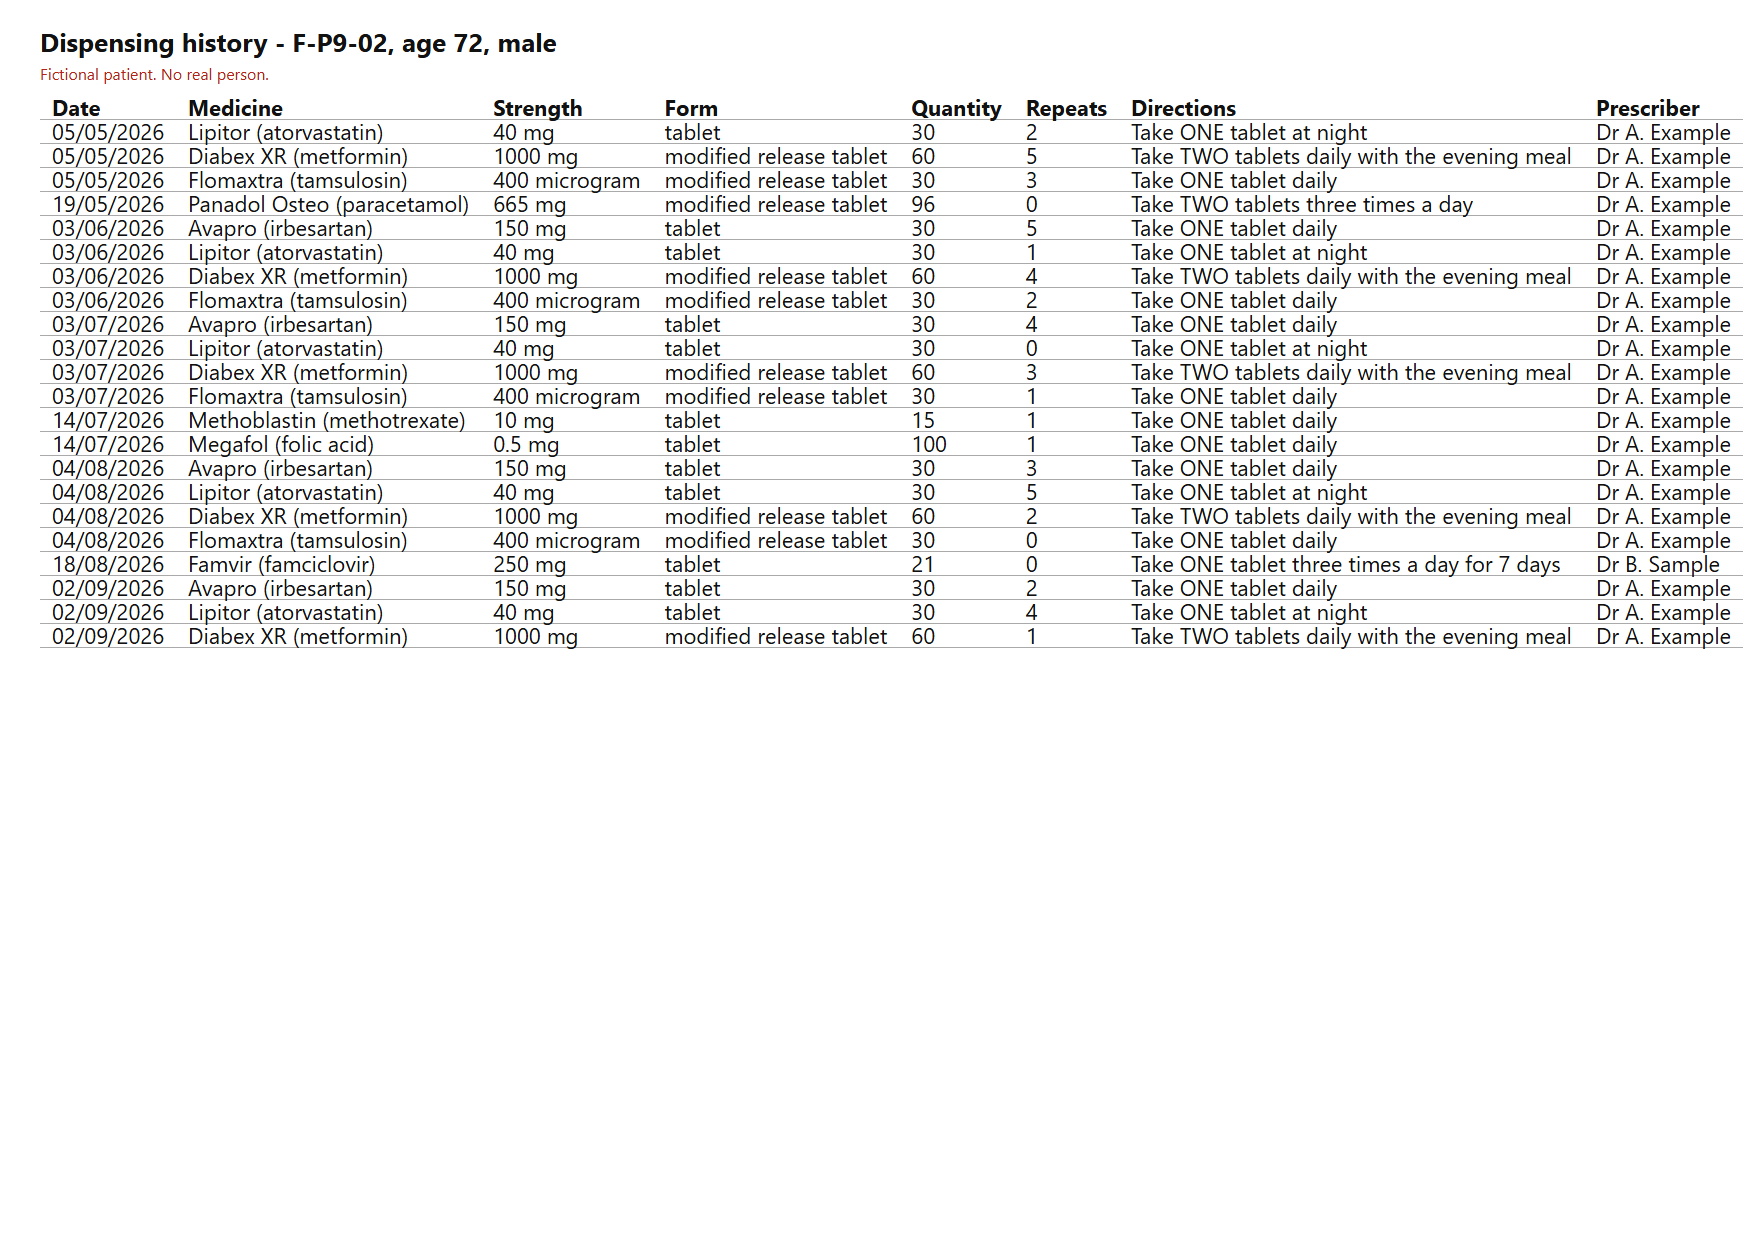 Dispensing history - F-P9-02, age 72, male
Fictional patient. No real person.
Date Medicine Strength Form Quantity Repeats Directions Prescriber
05/05/2026 Lipitor (atorvastatin) 40 mg tablet 30 2 Take ONE tablet at night Dr A. Example
05/05/2026 Diabex XR (metformin) 1000 mg modified release tablet 60 5 Take TWO tablets daily with the evening meal Dr A. Example
05/05/2026 Flomaxtra (tamsulosin) 400 microgram modified release tablet 30 3 Take ONE tablet daily Dr A. Example
19/05/2026 Panadol Osteo (paracetamol) 665 mg modified release tablet 96 0 Take TWO tablets three times a day Dr A. Example
03/06/2026 Avapro (irbesartan) 150 mg tablet 30 5 Take ONE tablet daily Dr A. Example
03/06/2026 Lipitor (atorvastatin) 40 mg tablet 30 1 Take ONE tablet at night Dr A. Example
03/06/2026 Diabex XR (metformin) 1000 mg modified release tablet 60 4 Take TWO tablets daily with the evening meal Dr A. Example
03/06/2026 Flomaxtra (tamsulosin) 400 microgram modified release tablet 30 2 Take ONE tablet daily Dr A. Example
03/07/2026 Avapro (irbesartan) 150 mg tablet 30 4 Take ONE tablet daily Dr A. Example
03/07/2026 Lipitor (atorvastatin) 40 mg tablet 30 0 Take ONE tablet at night Dr A. Example
03/07/2026 Diabex XR (metformin) 1000 mg modified release tablet 60 3 Take TWO tablets daily with the evening meal Dr A. Example
03/07/2026 Flomaxtra (tamsulosin) 400 microgram modified release tablet 30 1 Take ONE tablet daily Dr A. Example
14/07/2026 Methoblastin (methotrexate) 10 mg tablet 15 1 Take ONE tablet daily Dr A. Example
14/07/2026 Megafol (folic acid) 0.5 mg tablet 100 1 Take ONE tablet daily Dr A. Example
04/08/2026 Avapro (irbesartan) 150 mg tablet 30 3 Take ONE tablet daily Dr A. Example
04/08/2026 Lipitor (atorvastatin) 40 mg tablet 30 5 Take ONE tablet at night Dr A. Example
04/08/2026 Diabex XR (metformin) 1000 mg modified release tablet 60 2 Take TWO tablets daily with the evening meal Dr A. Example
04/08/2026 Flomaxtra (tamsulosin) 400 microgram modified release tablet 30 0 Take ONE tablet daily Dr A. Example
18/08/2026 Famvir (famciclovir) 250 mg tablet 21 0 Take ONE tablet three times a day for 7 days Dr B. Sample
02/09/2026 Avapro (irbesartan) 150 mg tablet 30 2 Take ONE tablet daily Dr A. Example
02/09/2026 Lipitor (atorvastatin) 40 mg tablet 30 4 Take ONE tablet at night Dr A. Example
02/09/2026 Diabex XR (metformin) 1000 mg modified release tablet 60 1 Take TWO tablets daily with the evening meal Dr A. Example